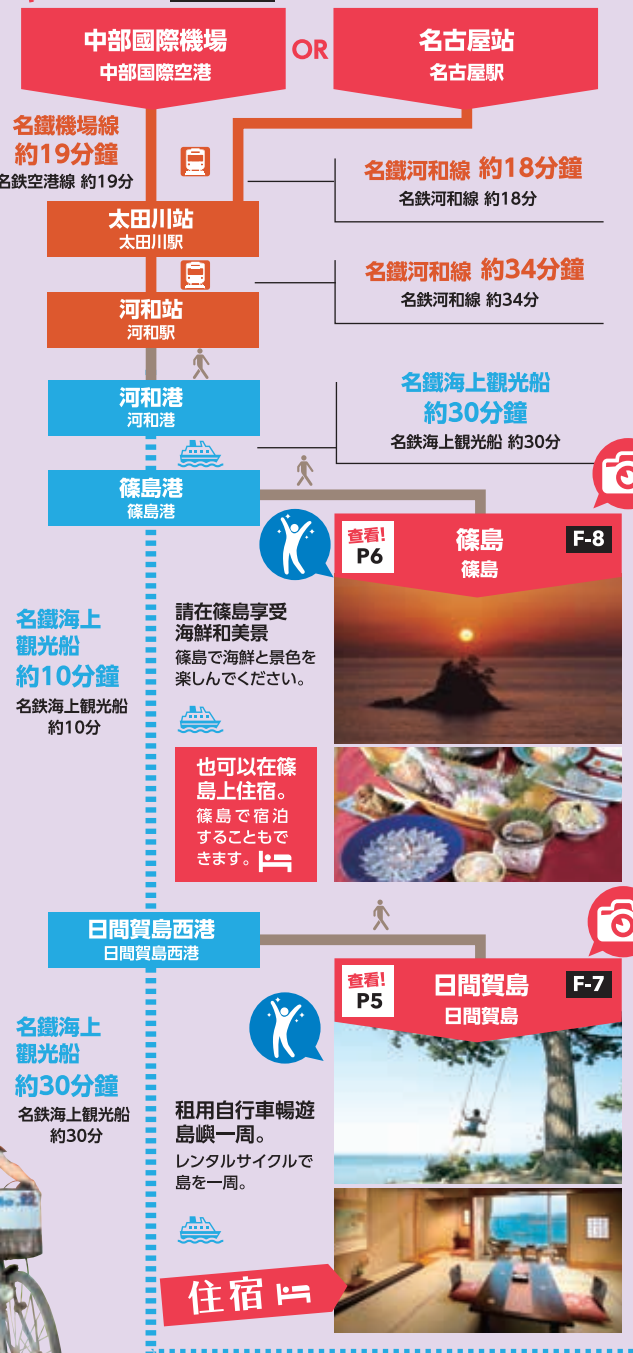 中部國際機場
中部国際空港
OR
名古屋站
名古屋駅
名鐵機場線
約19分鐘
名鉄空港線 約19分
名鐵河和線 約18分鐘
名鉄河和線 約18分
太田川站
太田川駅
名鐵河和線 約34分鐘
名鉄河和線 約34分
河和站
河和駅
河和港
河和港
名鐵海上觀光船
約30分鐘
名鉄海上観光船 約30分
篠島港
篠島港
查看!
P6
篠島
篠島
F-8
名鐵海上
觀光船
約10分鐘
名鉄海上観光船
約10分
請在篠島享受
海鮮和美景
篠島で海鮮と景色を
楽しんでください。
也可以在篠
島上住宿。
篠島で宿泊
することもで
きます。
日間賀島西港
日間賀島西港
查看!
P5
日間賀島
日間賀島
F-7
名鐵海上
觀光船
約30分鐘
名鉄海上観光船
約30分
租用自行車暢遊
島嶼一周。
レンタルサイクルで
島を一周。
住宿